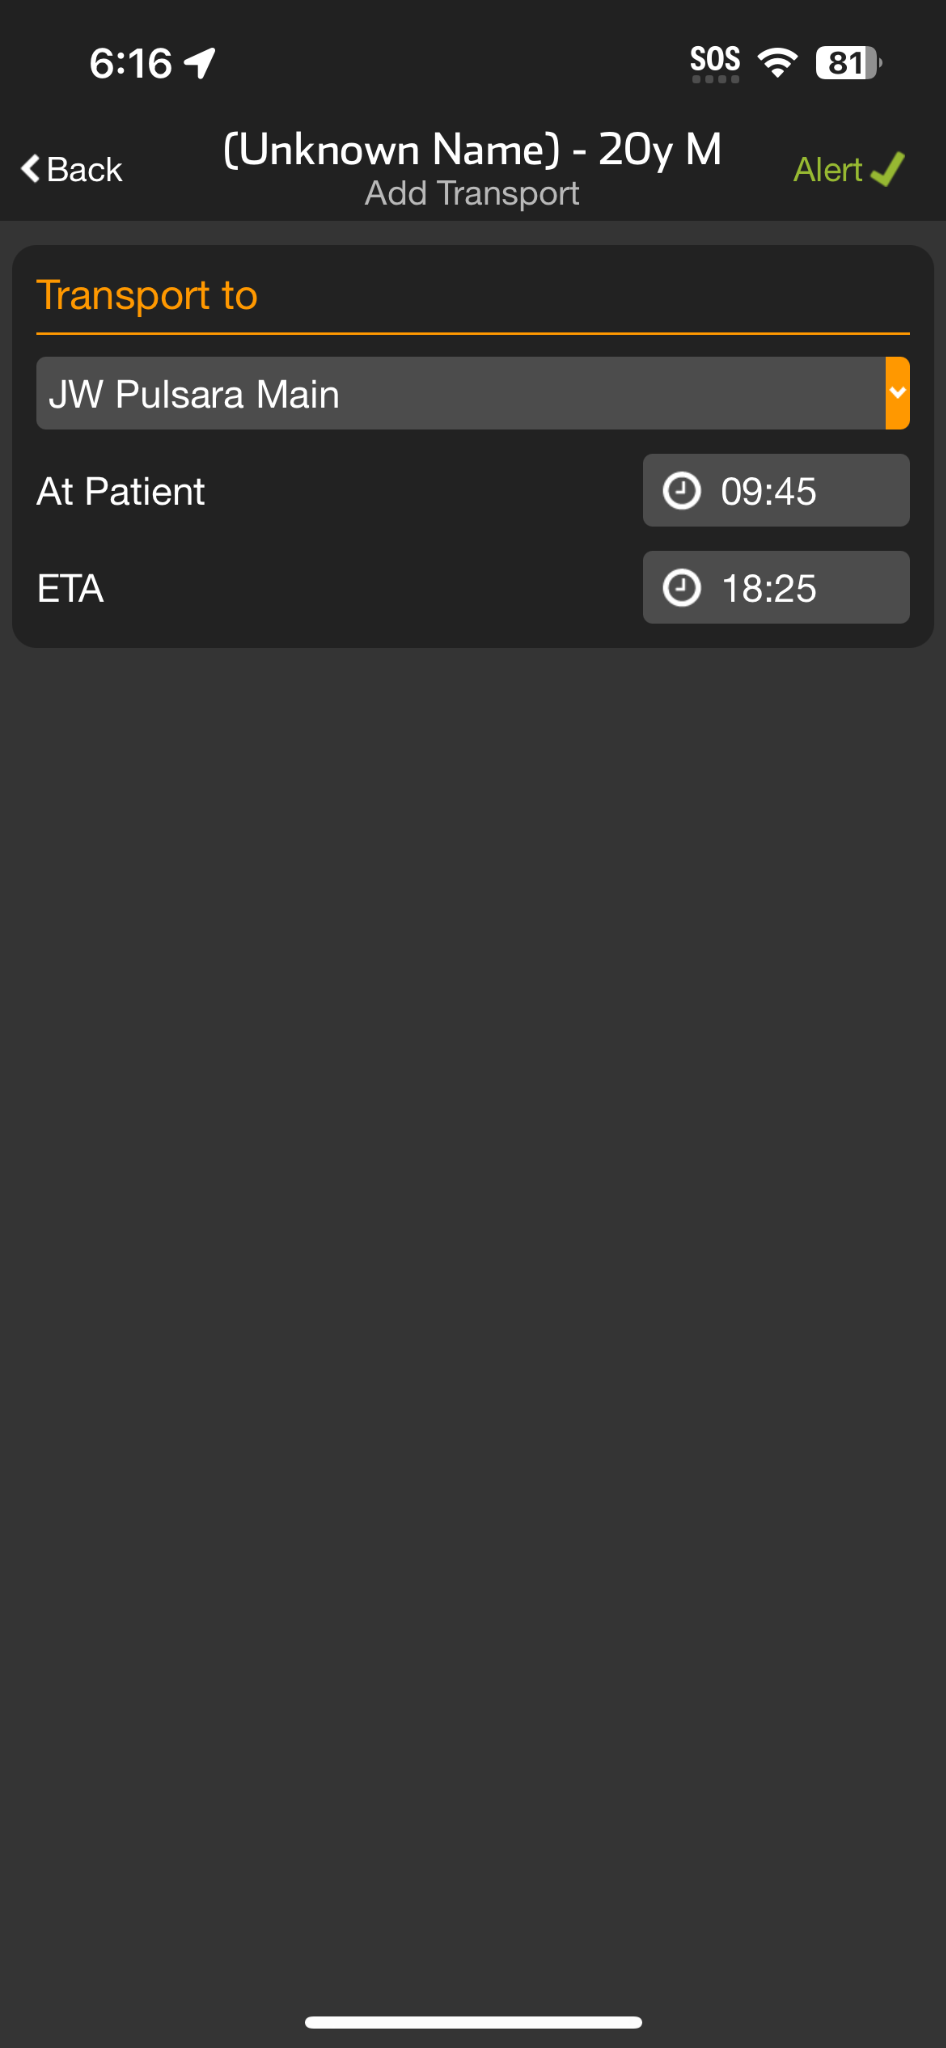 6:16 SOS 81
Back
(Unknown Name) - 20y M
Add Transport
Alert
Transport to
JW Pulsara Main
At Patient 09:45
ETA 18:25